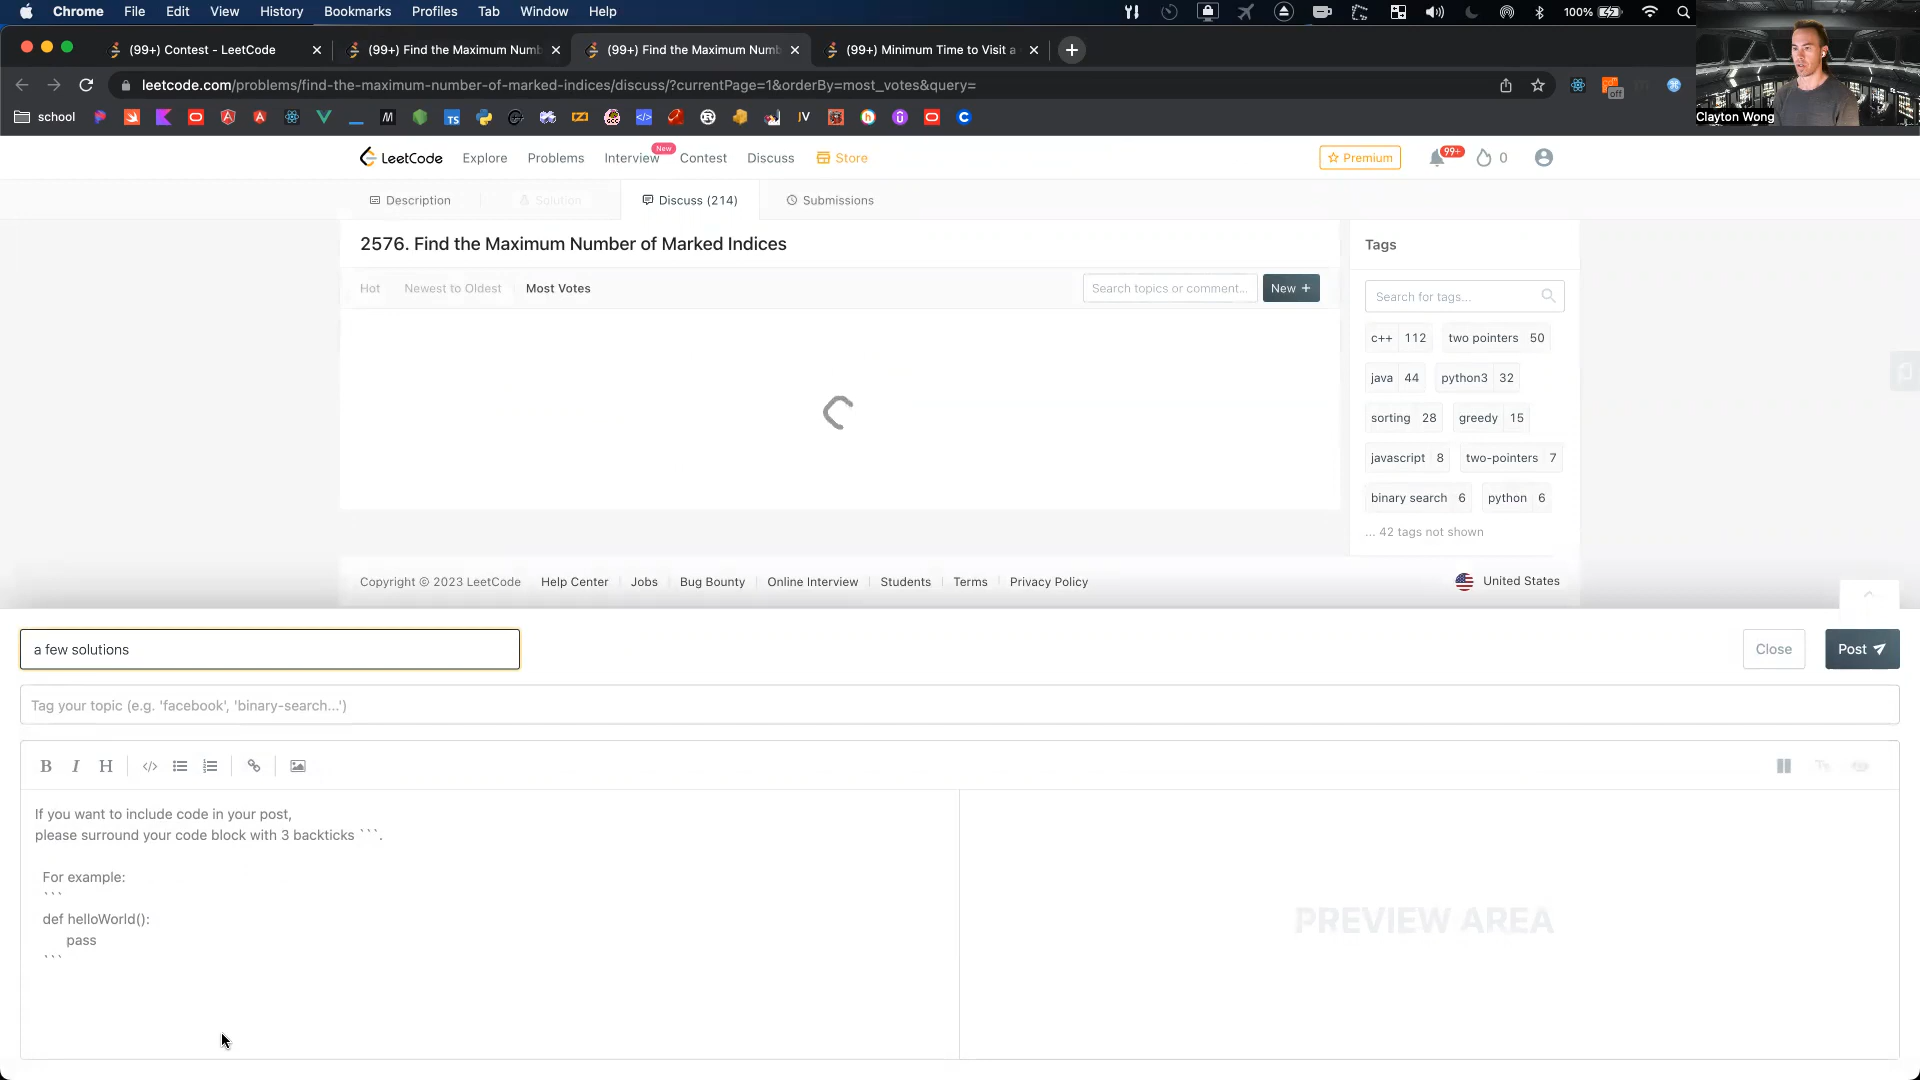 Chrome File Edit View History Bookmarks Profiles Tab Window Help 100%
(99+) Contest - LeetCode (99+) Find the Maximum Numb (99+) Find the Maximum Numb (99+) Minimum Time to Visit a
leetcode.com/problems/find-the-maximum-number-of-marked-indices/discuss/?currentPage=1&orderBy=most_votes&query=
off
school
TS
JV
Clayton Wong
LeetCode Explore Problems Interview New Contest Discuss Store Premium 99+ 0
Description Solution Discuss (214) Submissions
2576. Find the Maximum Number of Marked Indices
Hot Newest to Oldest Most Votes Search topics or comment... New +
Tags
Search for tags...
c++ 112 two pointers 50
java 44 python3 32
sorting 28 greedy 15
javascript 8 two-pointers 7
binary search 6 python 6
... 42 tags not shown
Copyright © 2023 LeetCode Help Center Jobs Bug Bounty Online Interview Students Terms Privacy Policy United States
a few solutions
Close Post
Tag your topic (e.g. 'facebook', 'binary-search...')
B I H
If you want to include code in your post,
please surround your code block with 3 backticks ```.
For example:
```
def helloWorld():
pass
```
PREVIEW AREA